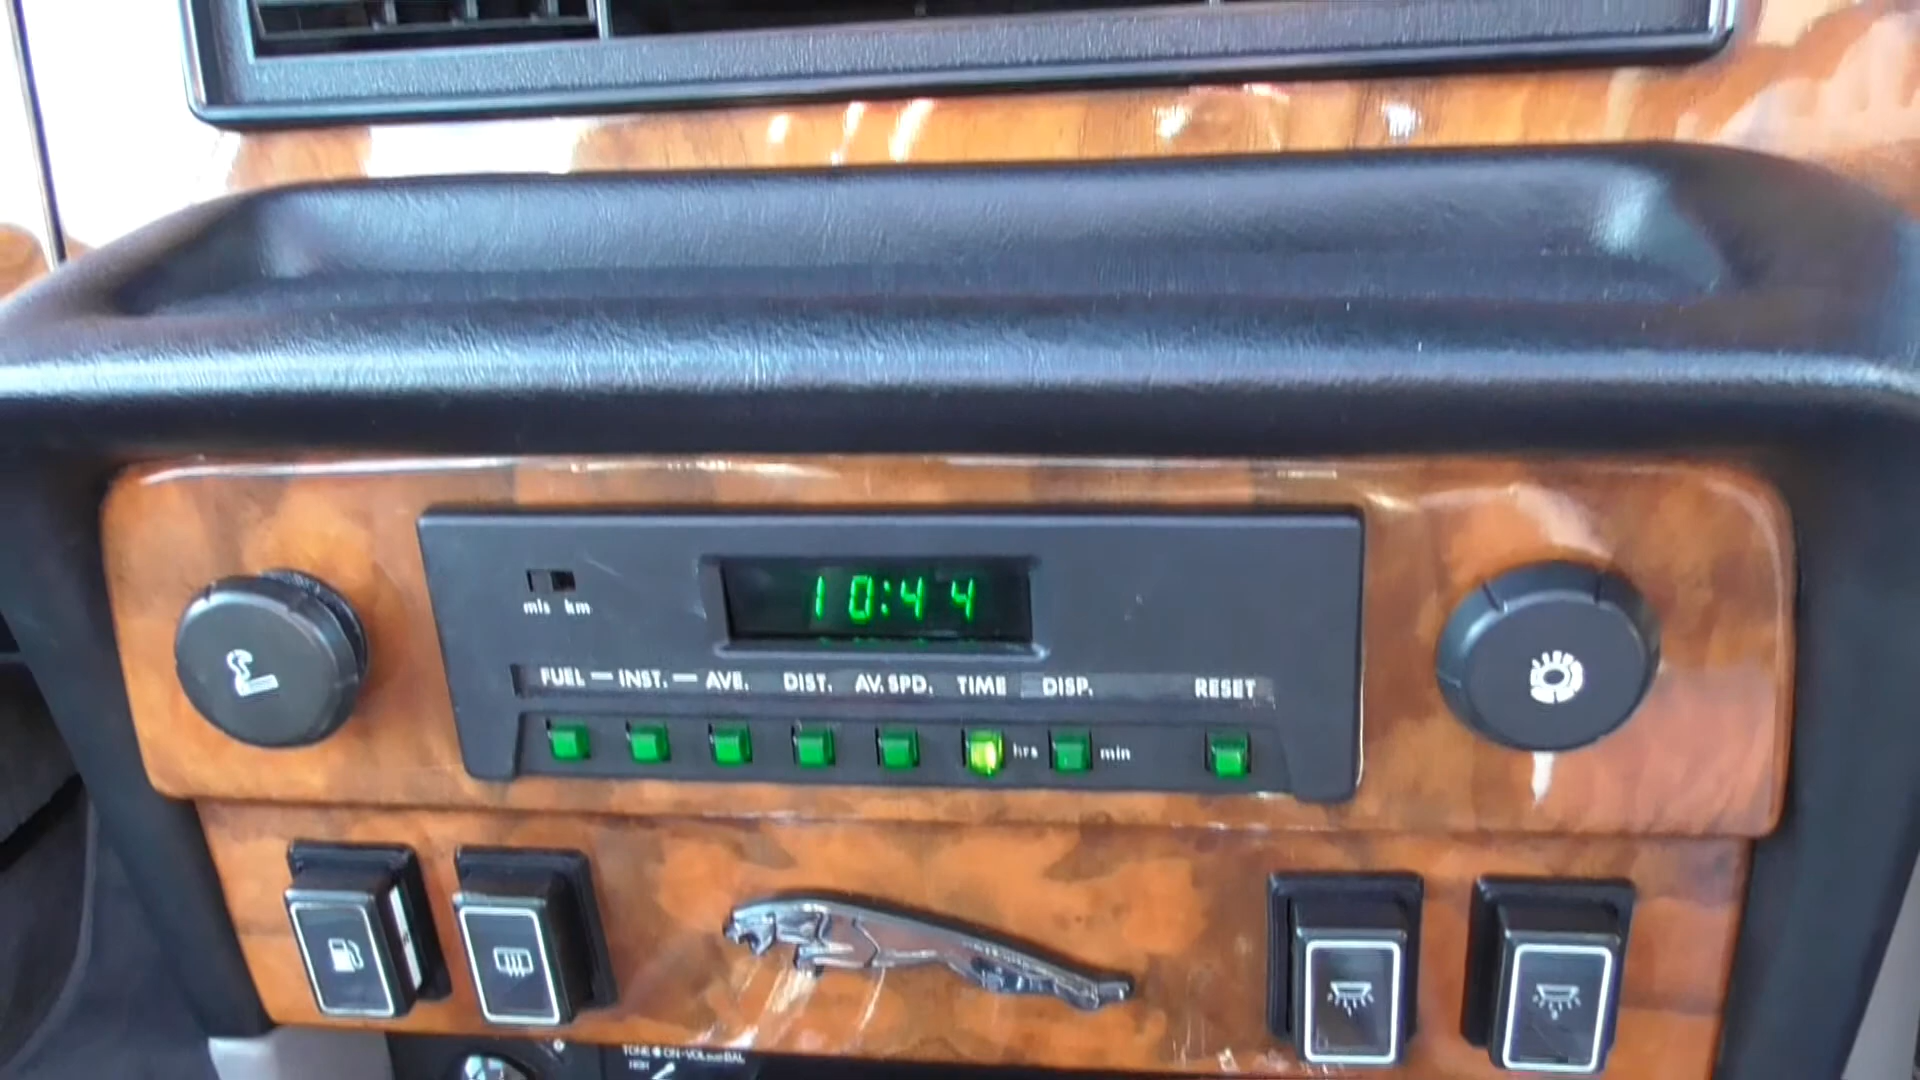 10:44
mls km
FUEL — INST. — AVE. DIST. AV. SPD. TIME DISP. RESET
hrs min
TONE ON-VOL BAL
HIGH